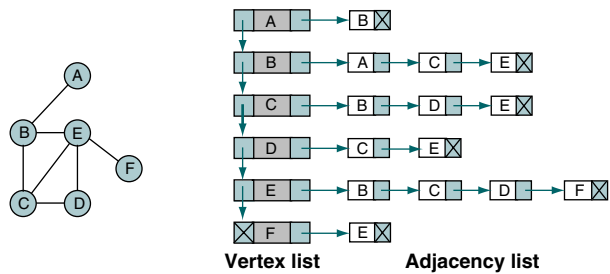 A
B E
F
C D
A B
B A C E
C B D E
D C E
E B C D F
F E
Vertex list Adjacency list